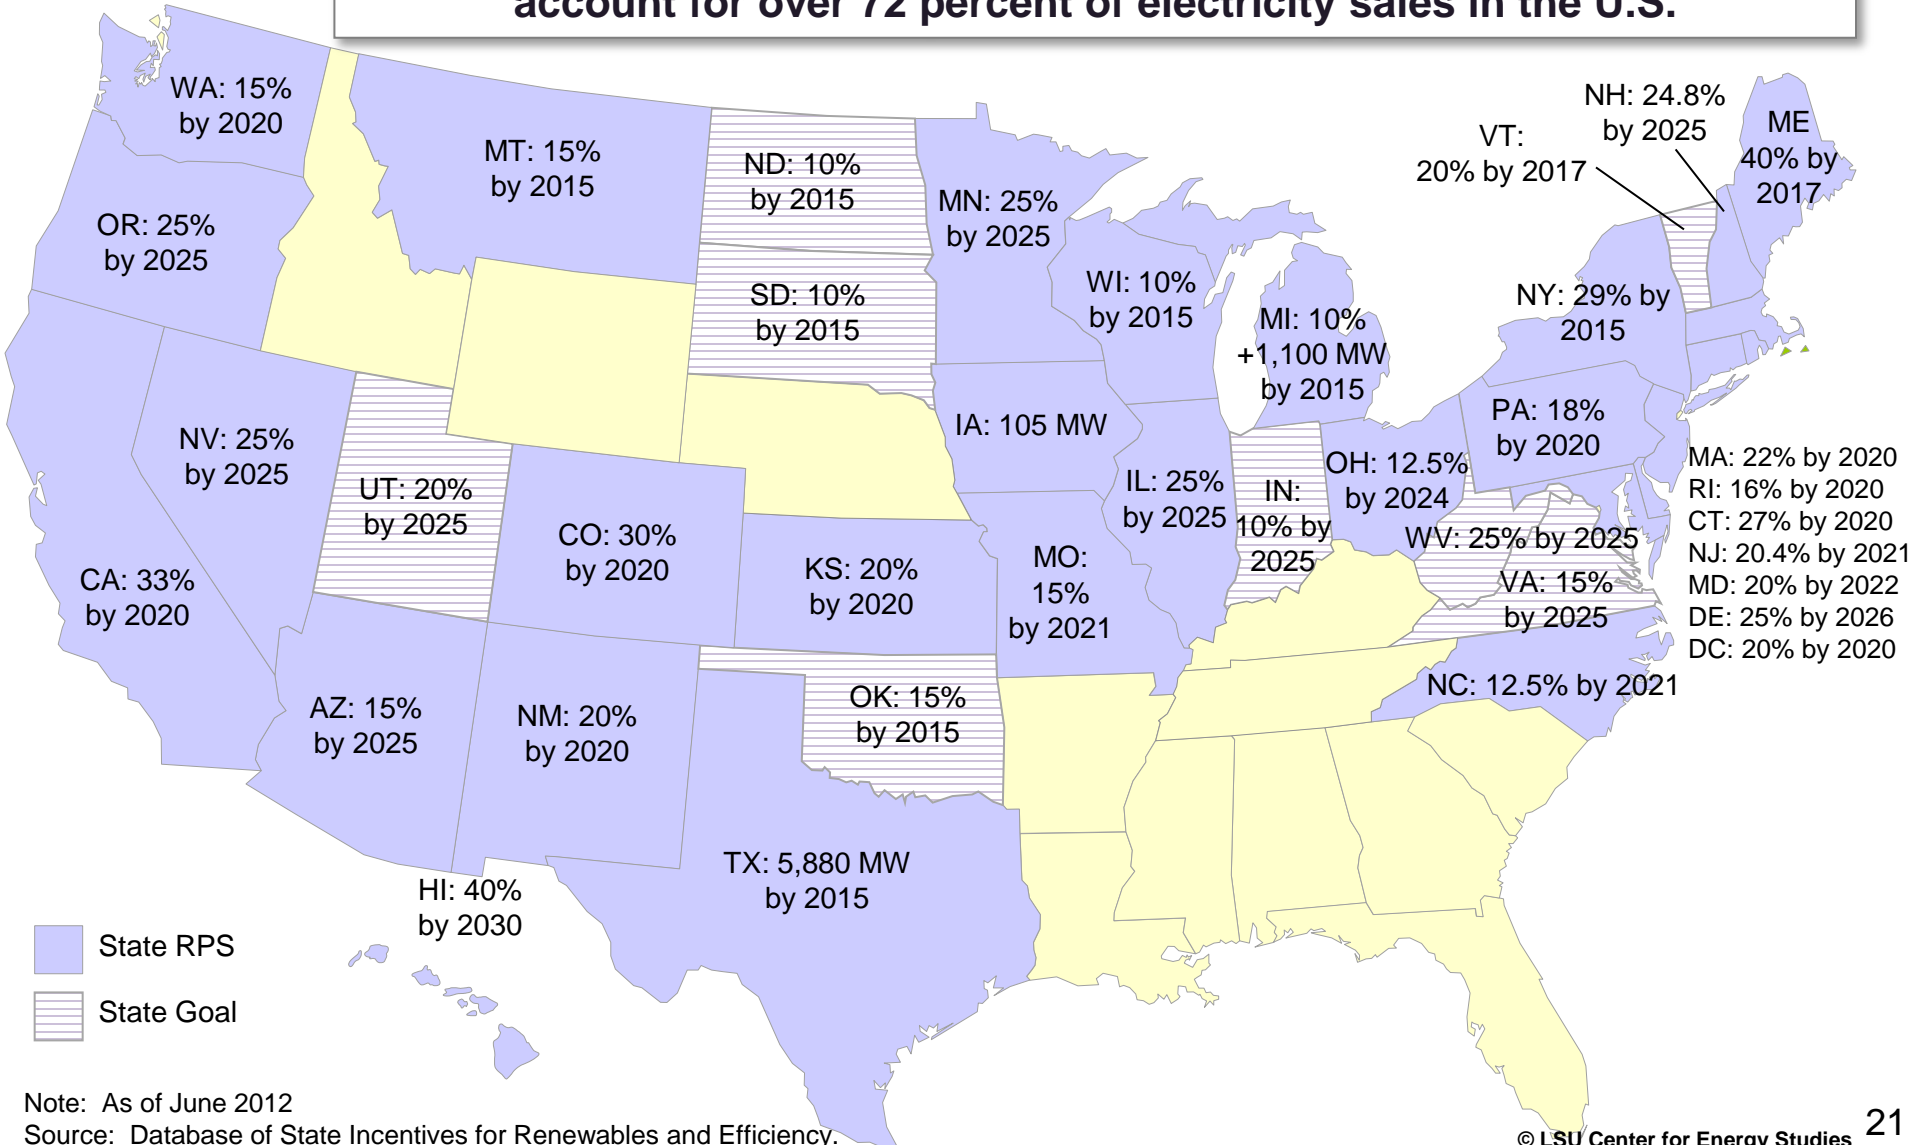 account for over 72 percent of electricity sales in the U.S.
WA: 15%
by 2020
MT: 15%
by 2015
ND: 10%
by 2015
MN: 25%
by 2025
VT:
20% by 2017
NH: 24.8%
by 2025
ME
40% by
2017
OR: 25%
by 2025
SD: 10%
by 2015
WI: 10%
by 2015
MI: 10%
+1,100 MW
by 2015
NY: 29% by
2015
NV: 25%
by 2025
UT: 20%
by 2025
IA: 105 MW
IL: 25%
by 2025
IN:
10% by
2025
OH: 12.5%
by 2024
PA: 18%
by 2020
WV: 25% by 2025
VA: 15%
by 2025
MA: 22% by 2020
RI: 16% by 2020
CT: 27% by 2020
NJ: 20.4% by 2021
MD: 20% by 2022
DE: 25% by 2026
DC: 20% by 2020
CA: 33%
by 2020
CO: 30%
by 2020
KS: 20%
by 2020
MO:
15%
by 2021
NC: 12.5% by 2021
AZ: 15%
by 2025
NM: 20%
by 2020
OK: 15%
by 2015
TX: 5,880 MW
by 2015
HI: 40%
by 2030
State RPS
State Goal
Note: As of June 2012
Source: Database of State Incentives for Renewables and Efficiency.
© LSU Center for Energy Studies
21